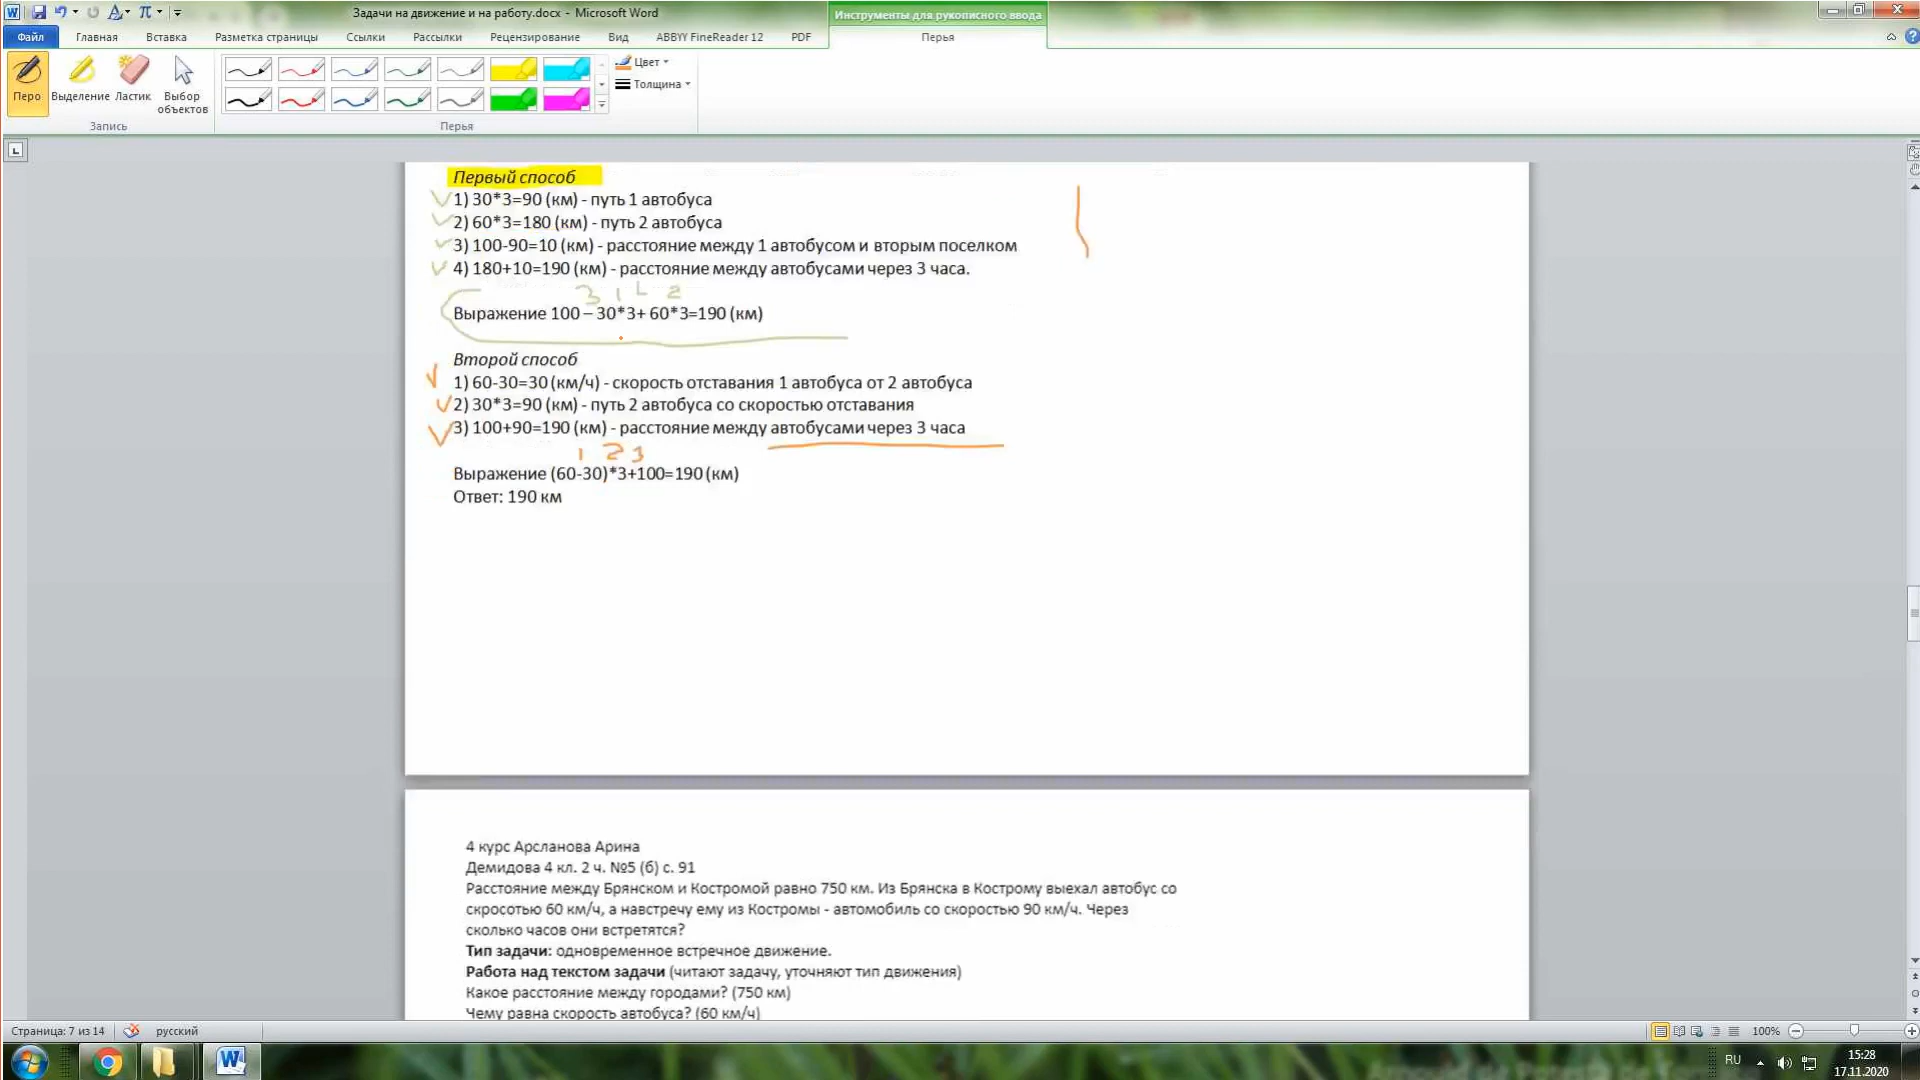 Задачи на движение и на работу.docx - Microsoft Word
Инструменты для рукописного ввода
Файл Главная Вставка Разметка страницы Ссылки Рассылки Рецензирование Вид ABBYY FineReader 12 PDF Перья
Перо Выделение Ластик Выбор объектов
Цвет
Толщина
Запись Перья
Первый способ
1) 30*3=90 (км) - путь 1 автобуса
2) 60*3=180 (км) - путь 2 автобуса
3) 100-90=10 (км) - расстояние между 1 автобусом и вторым поселком
4) 180+10=190 (км) - расстояние между автобусами через 3 часа.
3 1 2
Выражение 100 – 30*3+ 60*3=190 (км)
Второй способ
1) 60-30=30 (км/ч) - скорость отставания 1 автобуса от 2 автобуса
2) 30*3=90 (км) - путь 2 автобуса со скоростью отставания
3) 100+90=190 (км) - расстояние между автобусами через 3 часа
1 2 3
Выражение (60-30)*3+100=190 (км)
Ответ: 190 км
4 курс Арсланова Арина
Демидова 4 кл. 2 ч. №5 (б) с. 91
Расстояние между Брянском и Костромой равно 750 км. Из Брянска в Кострому выехал автобус со
скросотью 60 км/ч, а навстречу ему из Костромы - автомобиль со скоростью 90 км/ч. Через
сколько часов они встретятся?
Тип задачи: одновременное встречное движение.
Работа над текстом задачи (читают задачу, уточняют тип движения)
Какое расстояние между городами? (750 км)
Чему равна скорость автобуса? (60 км/ч)
Страница: 7 из 14 русский 100%
RU 15:28
17.11.2020